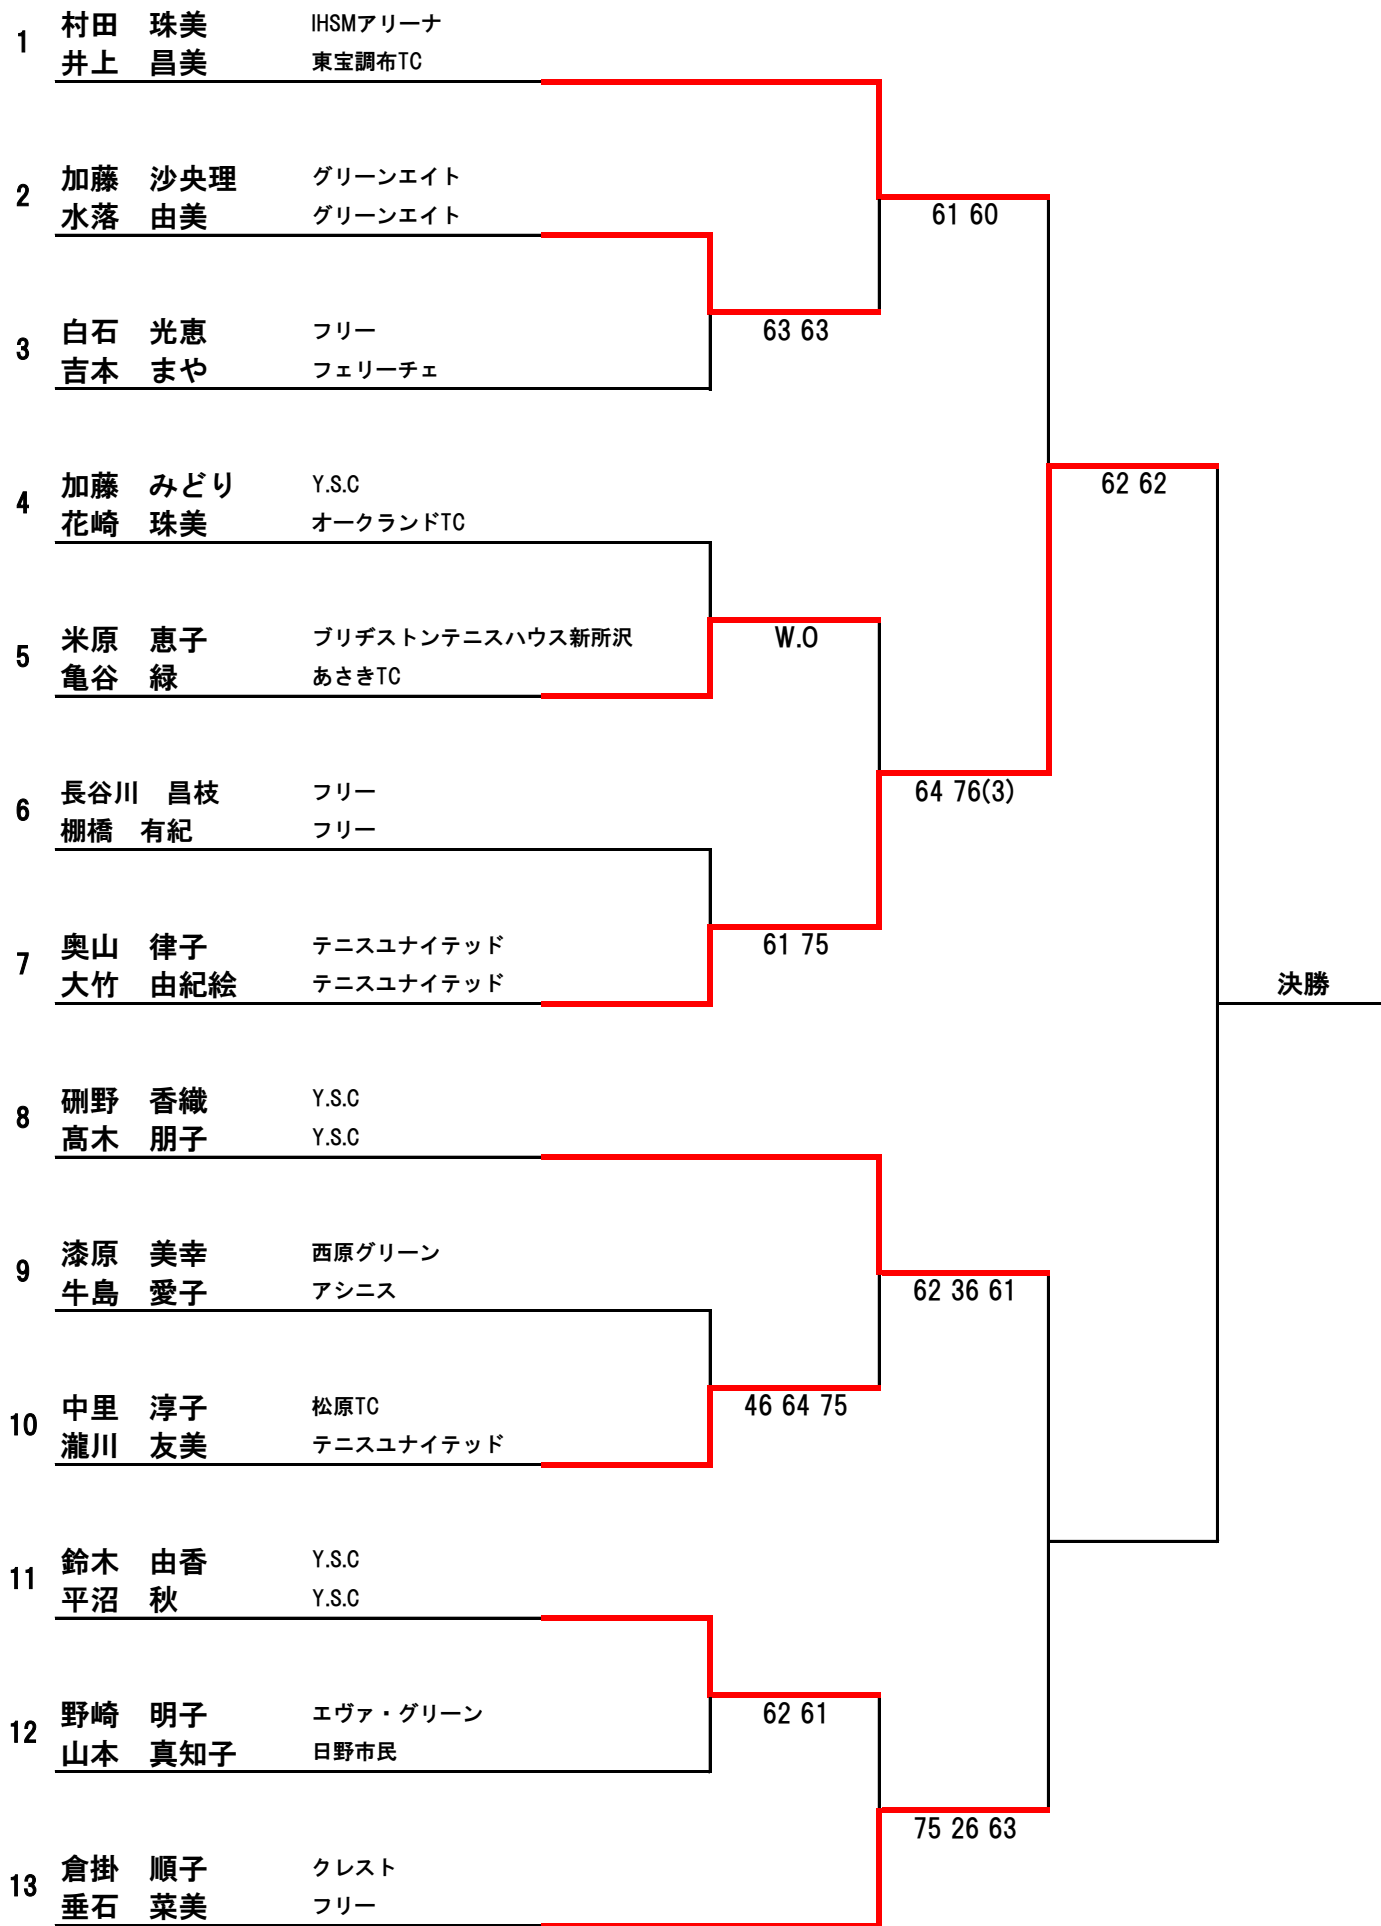 1
村田　珠美　IHSMアリーナ
井上　昌美　東宝調布TC
2
加藤　沙央理　グリーンエイト
水落　由美　グリーンエイト
61 60
3
白石　光恵　フリー
63 63
吉本　まや　フェリーチェ
4
加藤　みどり　Y.S.C
62 62
花崎　珠美　オークランドTC
5
米原　恵子　ブリヂストンテニスハウス新所沢
W.O
亀谷　緑　あさきTC
6
長谷川　昌枝　フリー
64 76(3)
棚橋　有紀　フリー
7
奥山　律子　テニスユナイテッド
61 75
大竹　由紀絵　テニスユナイテッド
決勝
8
硎野　香織　Y.S.C
髙木　朋子　Y.S.C
9
漆原　美幸　西原グリーン
牛島　愛子　アシニス
62 36 61
10
中里　淳子　松原TC
46 64 75
瀧川　友美　テニスユナイテッド
11
鈴木　由香　Y.S.C
平沼　秋　Y.S.C
12
野崎　明子　エヴァ・グリーン
62 61
山本　真知子　日野市民
75 26 63
13
倉掛　順子　クレスト
垂石　菜美　フリー